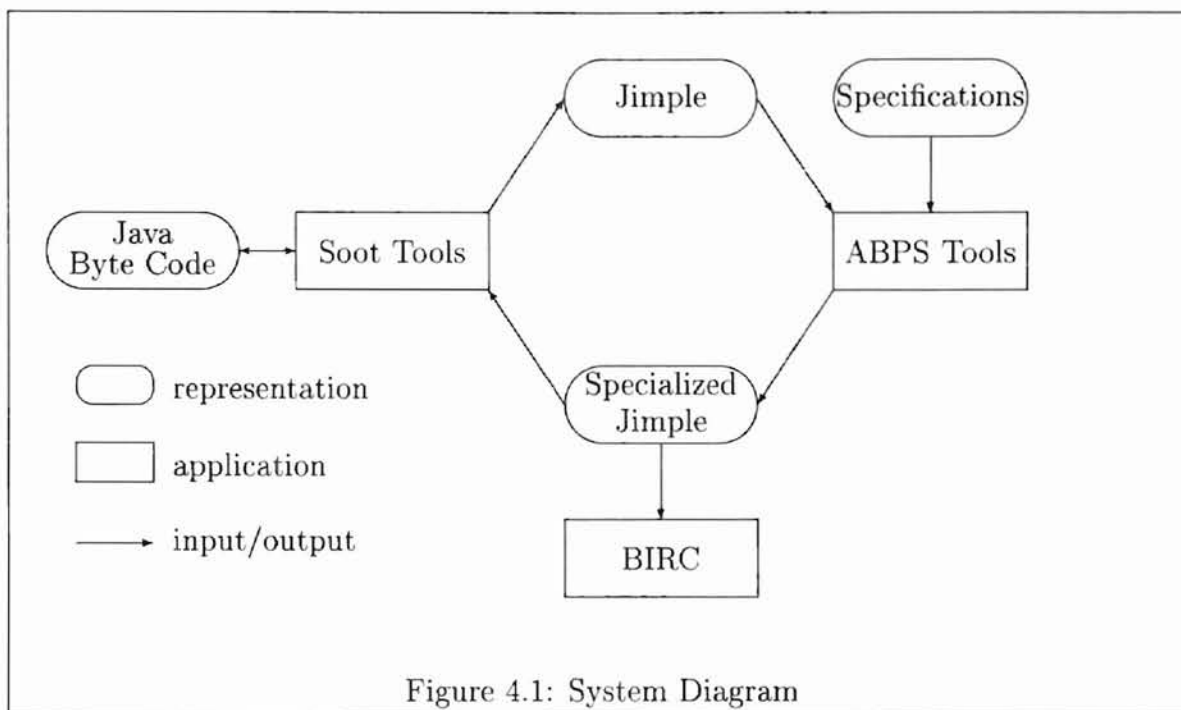 Jimple
Specifications
Java
Byte Code
Soot Tools
ABPS Tools
Specialized
Jimple
representation
application
input/output
BIRC
Figure 4.1: System Diagram